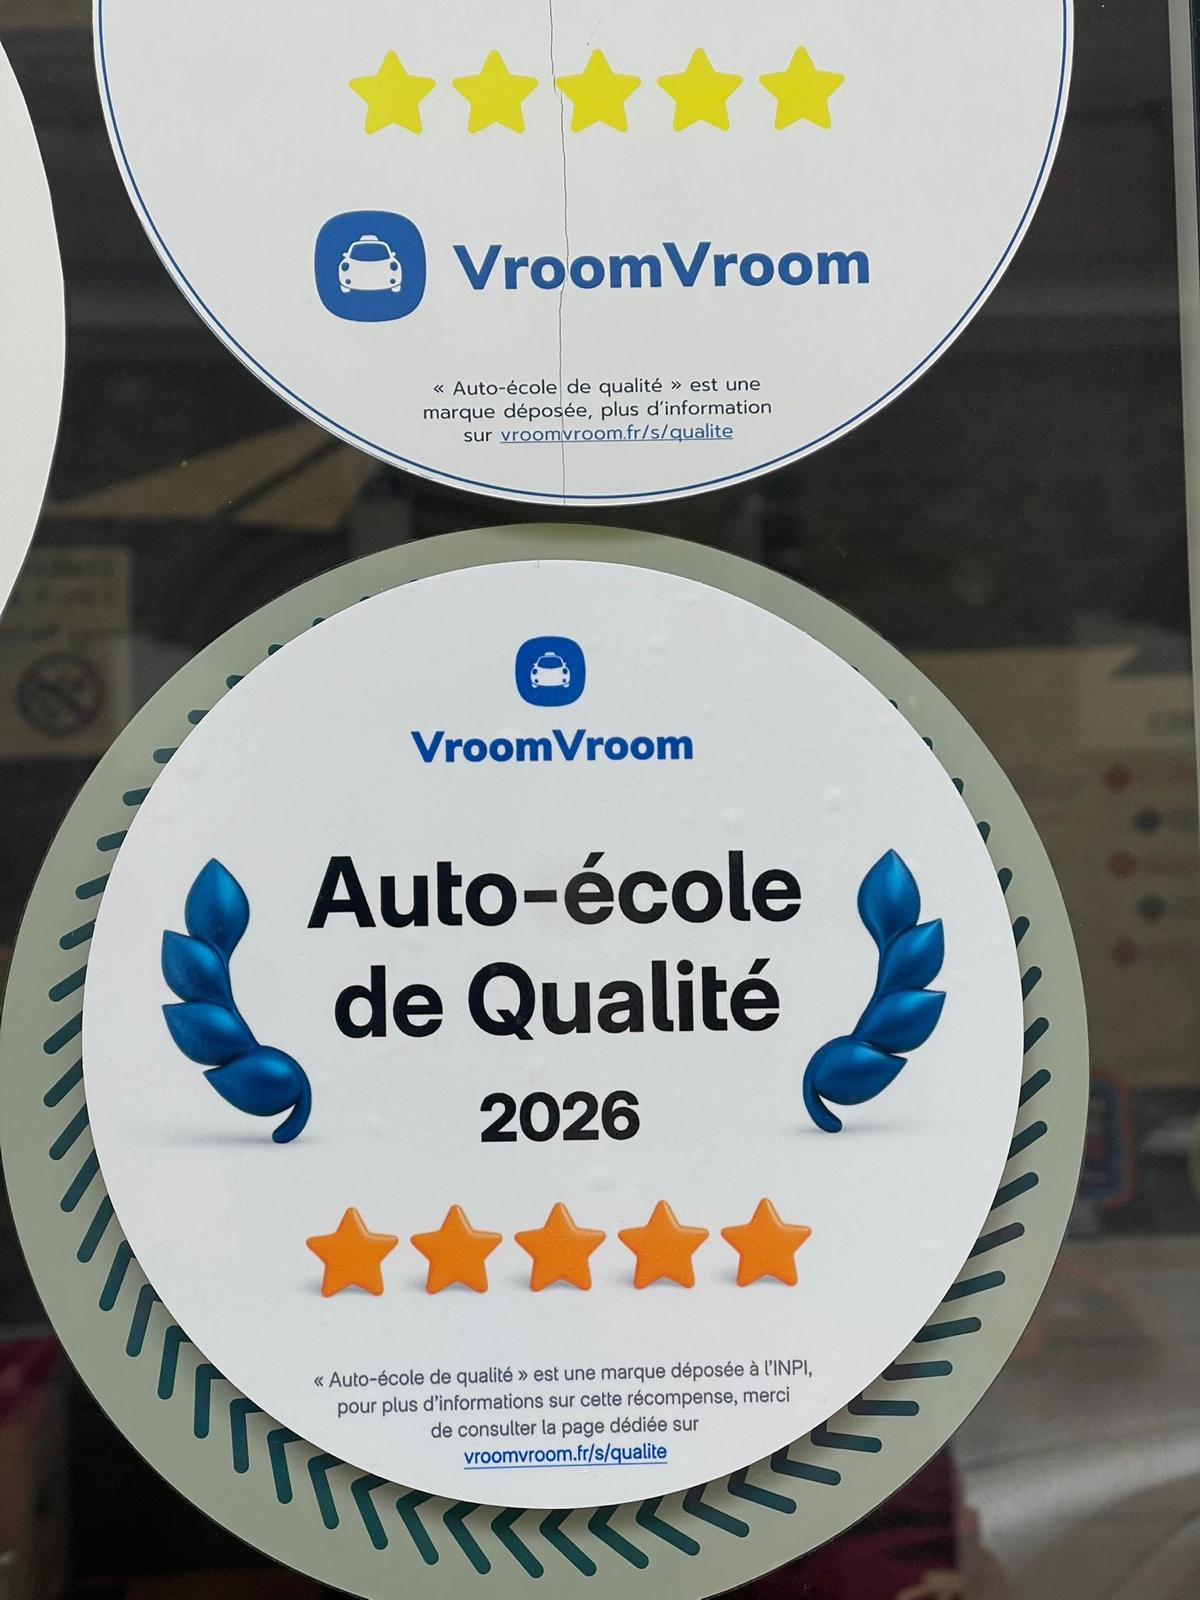 VroomVroom
« Auto-école de qualité » est une
marque déposée, plus d'information
sur vroomvroom.fr/s/qualite
VroomVroom
Auto-école
de Qualité
2026
« Auto-école de qualité » est une marque déposée à l'INPI,
pour plus d'informations sur cette récompense, merci
de consulter la page dédiée sur
vroomvroom.fr/s/qualite